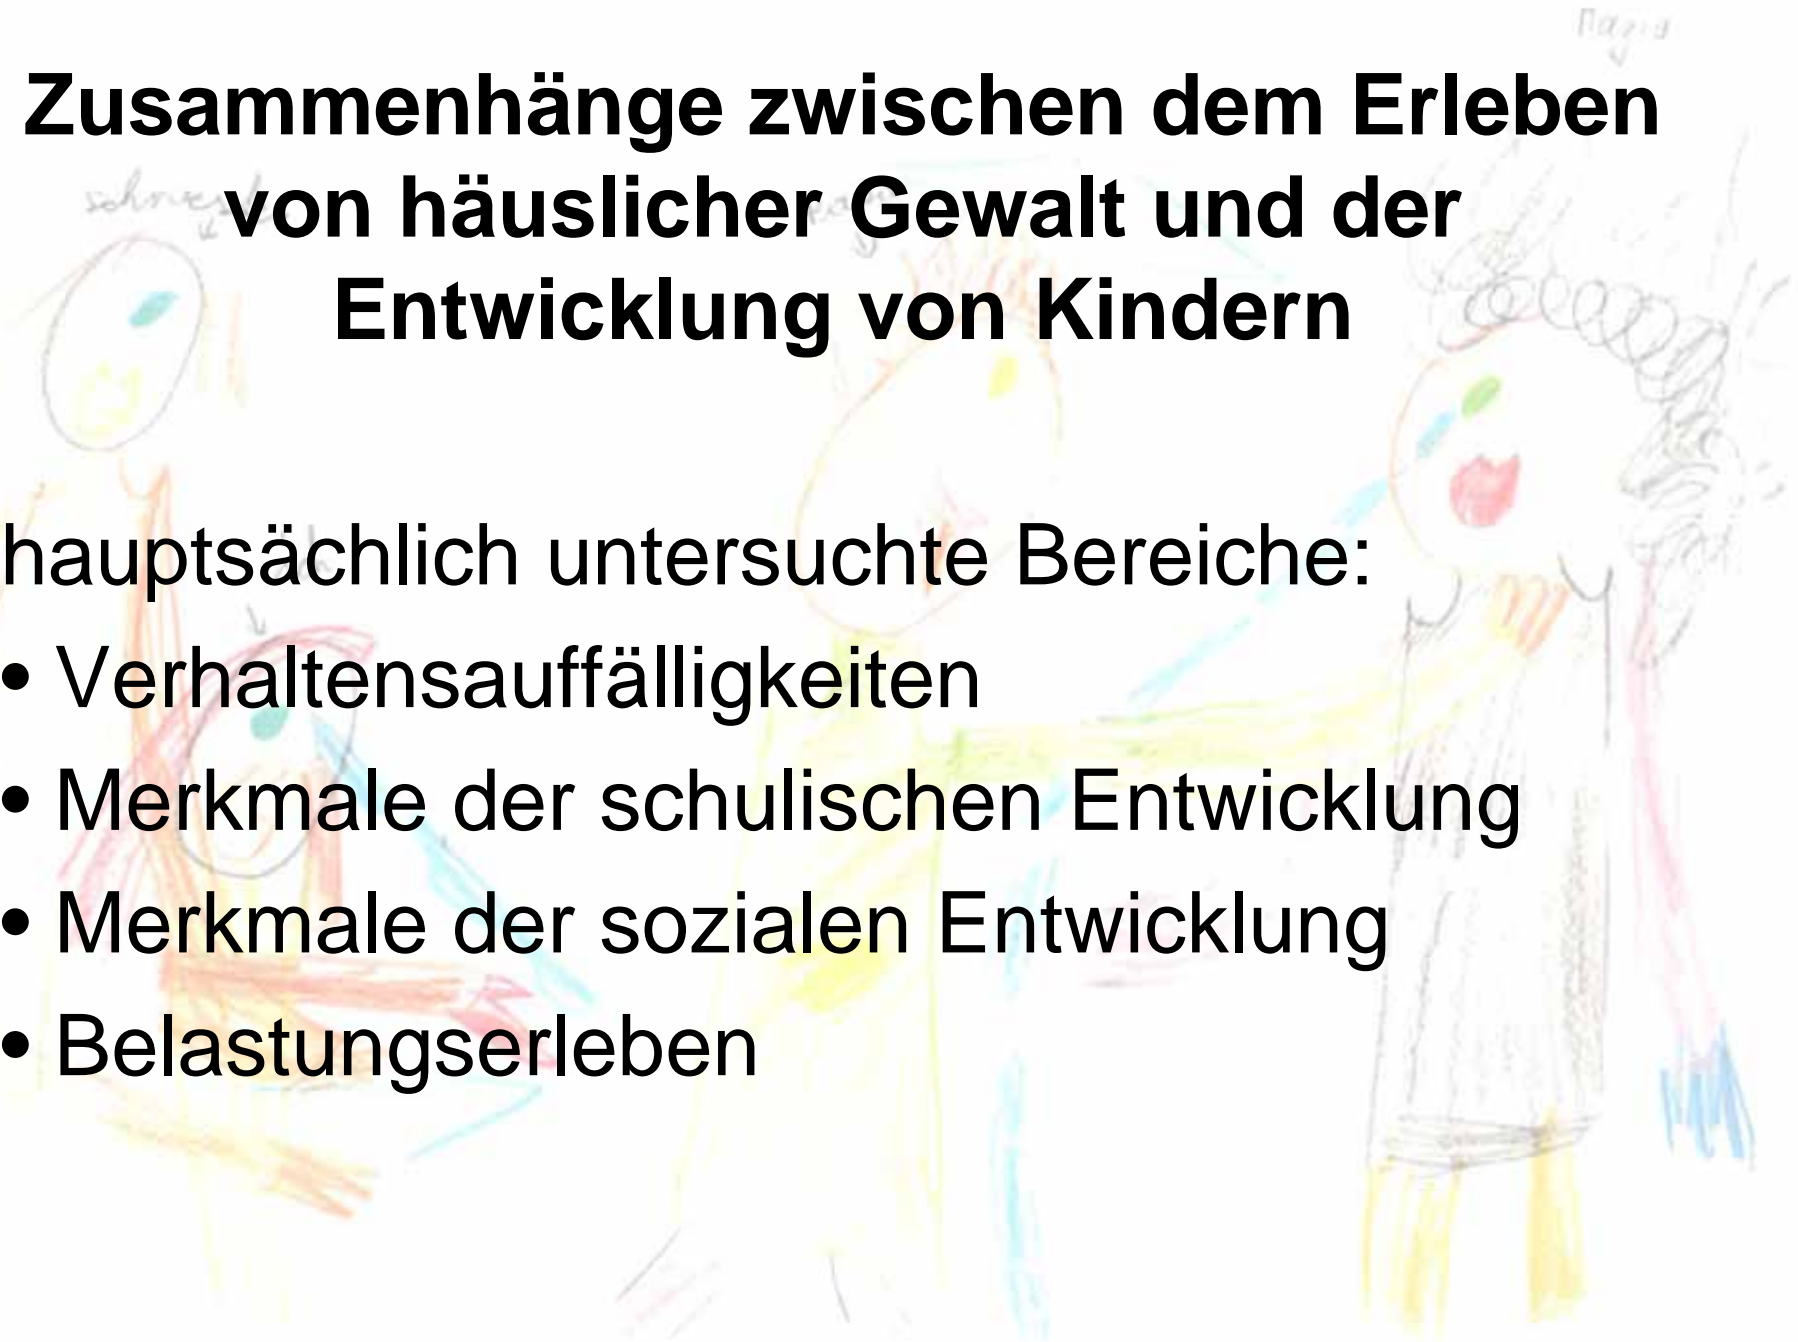 Zusammenhänge zwischen dem Erleben
von häuslicher Gewalt und der
Entwicklung von Kindern
hauptsächlich untersuchte Bereiche:
• Verhaltensauffälligkeiten
• Merkmale der schulischen Entwicklung
• Merkmale der sozialen Entwicklung
• Belastungserleben